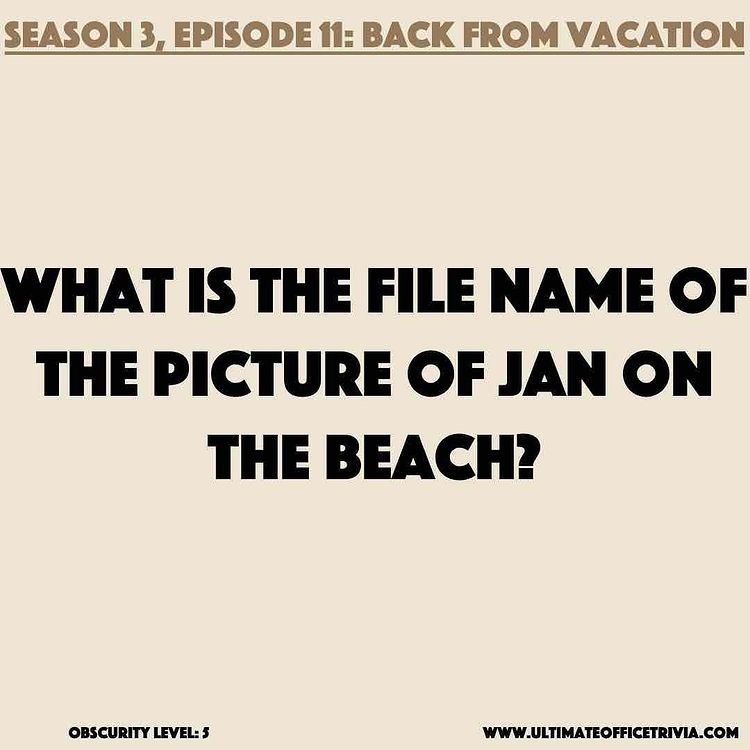 SEASON 3, EPISODE 11: BACK FROM VACATION
WHAT IS THE FILE NAME OF
THE PICTURE OF JAN ON
THE BEACH?
OBSCURITY LEVEL: 5
WWW.ULTIMATEOFFICETRIVIA.COM